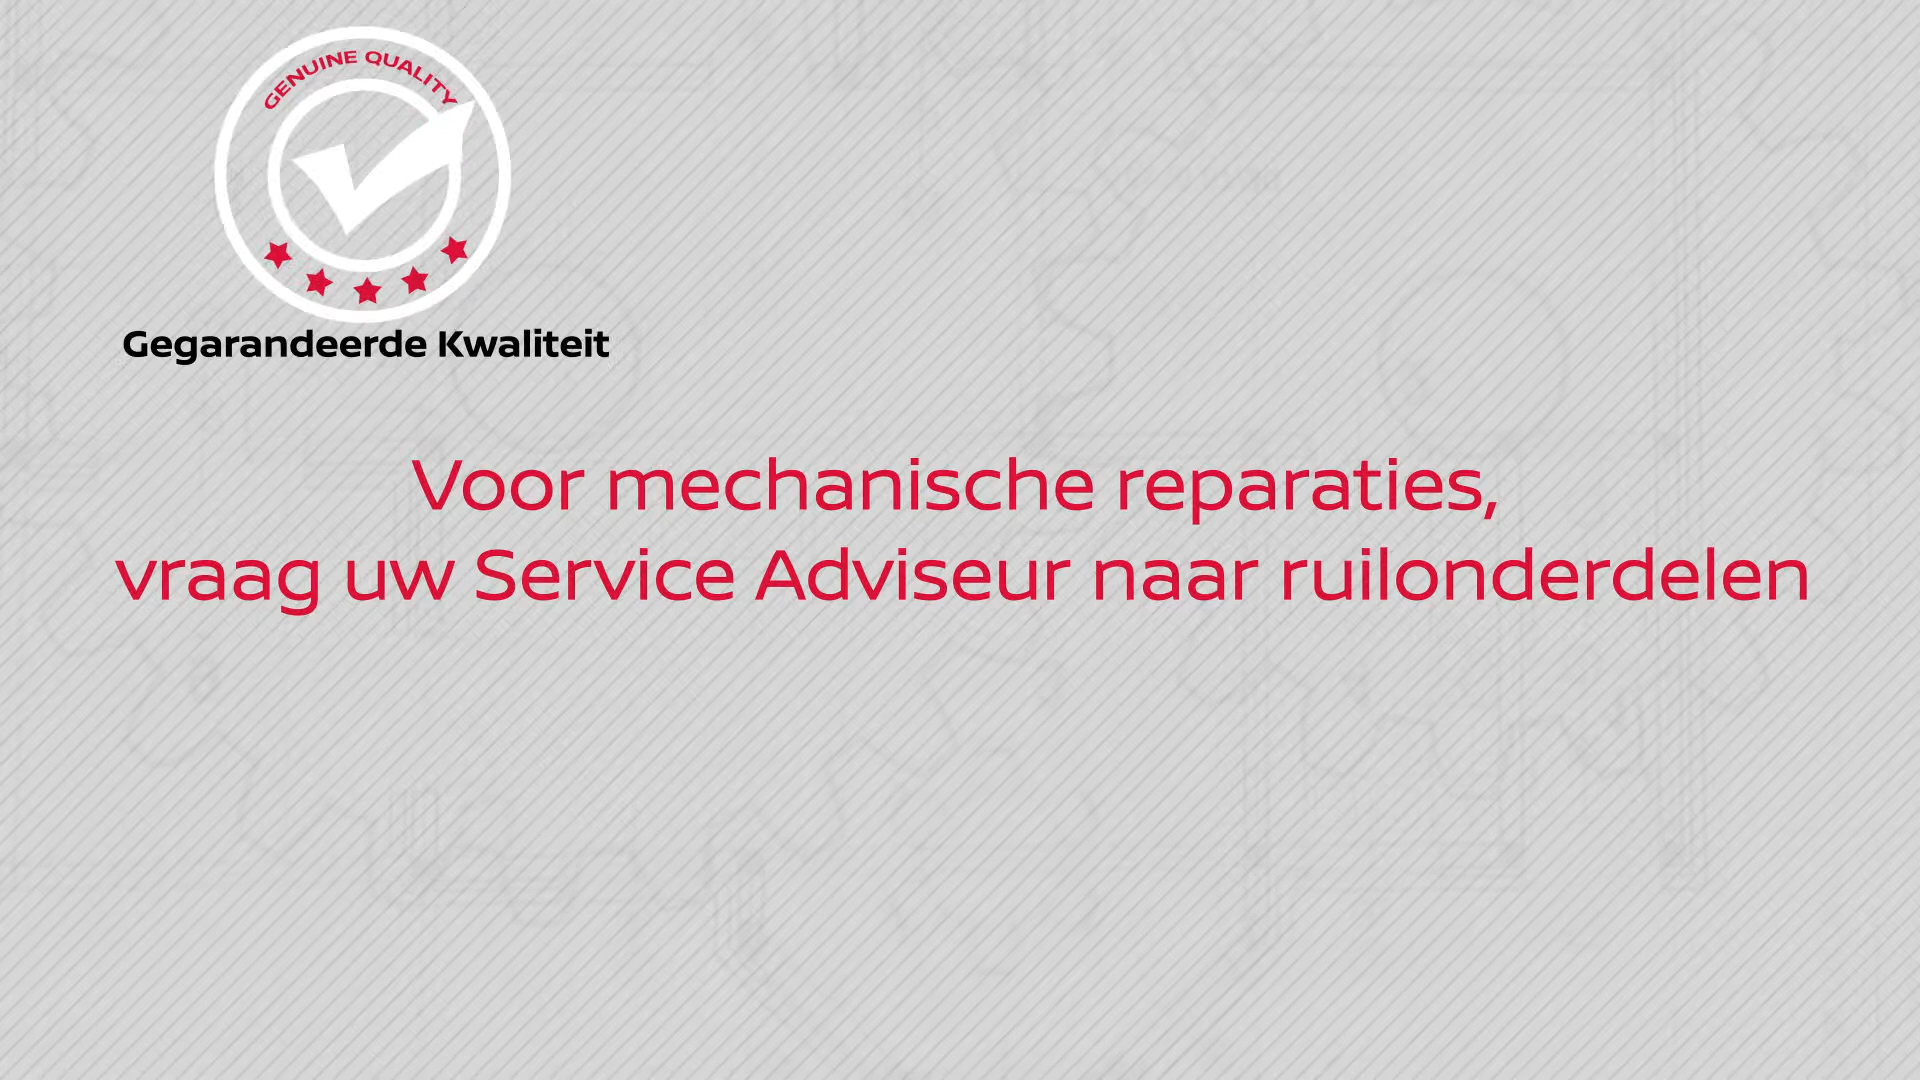 GENUINE QUALITY
Gegarandeerde Kwaliteit
Voor mechanische reparaties,
vraag uw Service Adviseur naar ruilonderdelen